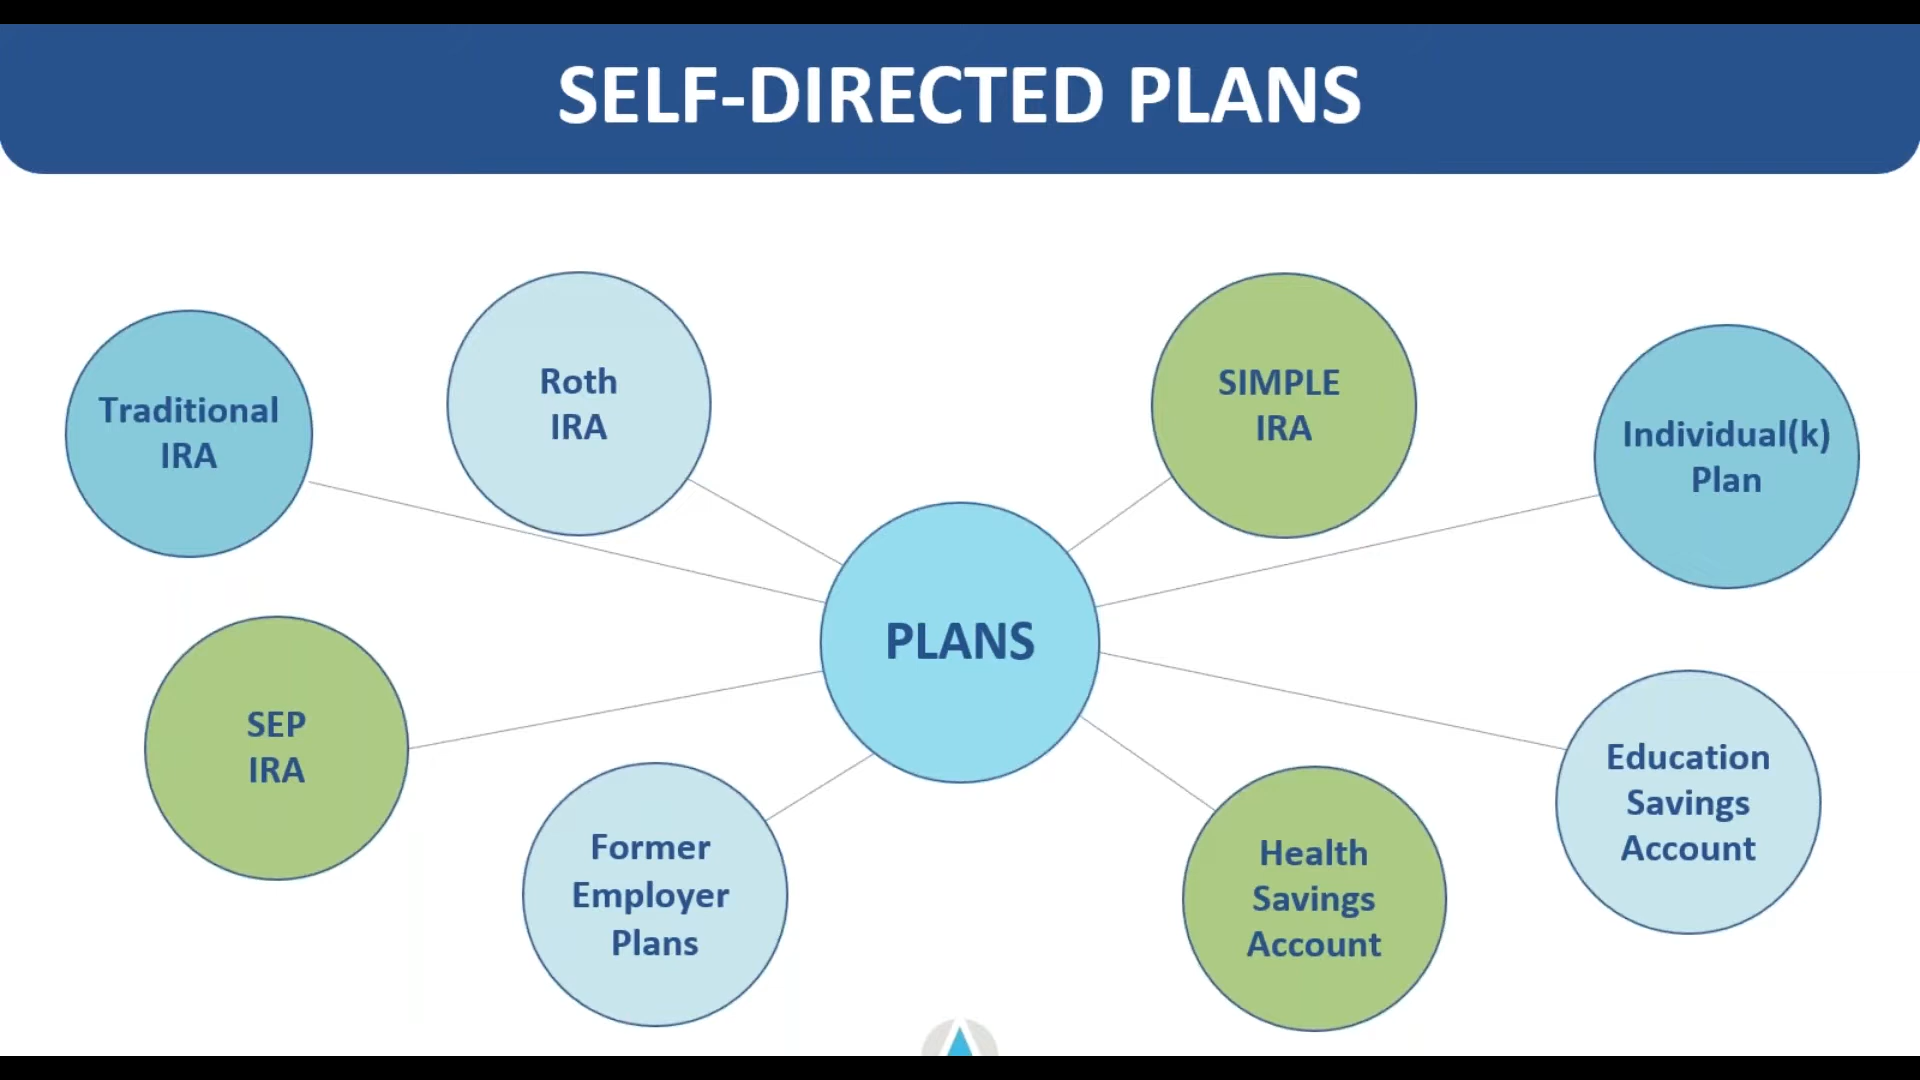 SELF-DIRECTED PLANS
Traditional
IRA
Roth
IRA
SIMPLE
IRA
Individual(k)
Plan
PLANS
SEP
IRA
Former
Employer
Plans
Health
Savings
Account
Education
Savings
Account